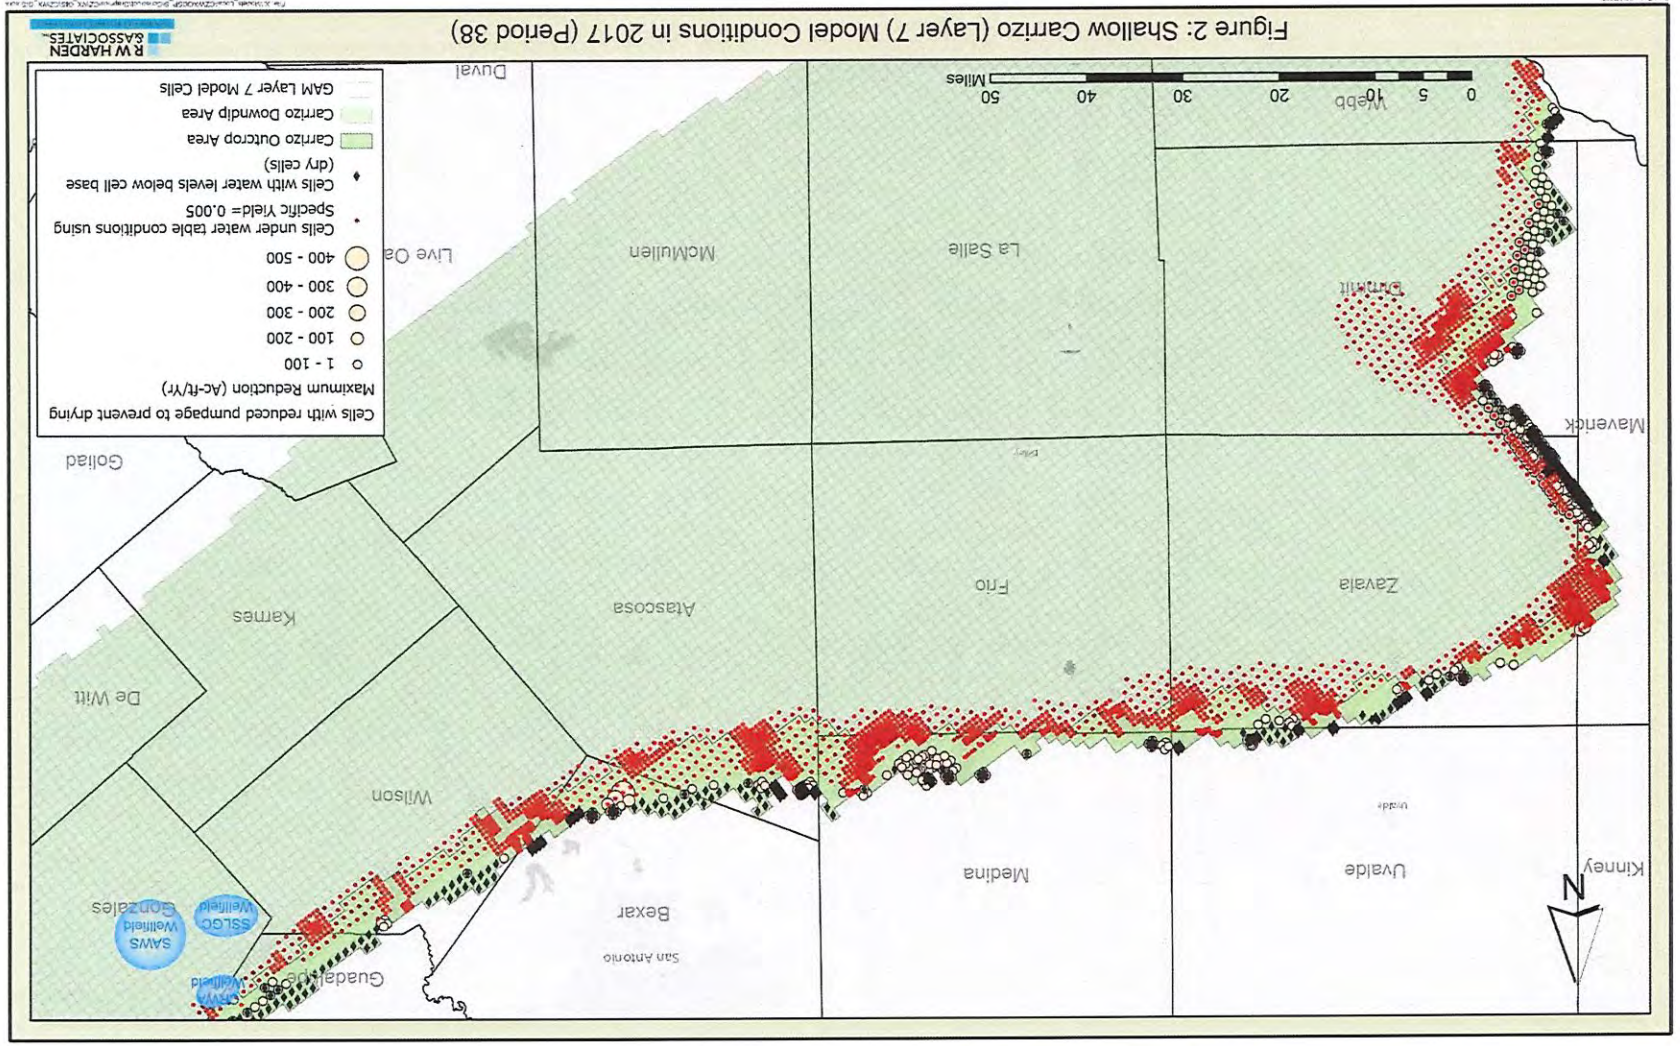 Kinney
Uvalde
Medina
San Antonio
Bexar
Guadalupe
Wellfield
SAWS
Wellfield
SSLGC
Wellfield
Gonzales
N
Uvalde
Wilson
De Witt
Zavala
Frio
Atascosa
Karnes
Maverick
Dilley
Goliad
Dimmit
La Salle
McMullen
Live Oa
Webb
Duval
0 5 10 20 30 40 50
Miles
Cells with reduced pumpage to prevent drying
Maximum Reduction (Ac-ft/Yr)
1 - 100
100 - 200
200 - 300
300 - 400
400 - 500
Cells under water table conditions using
Specific Yield= 0.005
Cells with water levels below cell base
(dry cells)
Carrizo Outcrop Area
Carrizo Downdip Area
GAM Layer 7 Model Cells
Figure 2: Shallow Carrizo (Layer 7) Model Conditions in 2017 (Period 38)
R W HARDEN
&ASSOCIATES